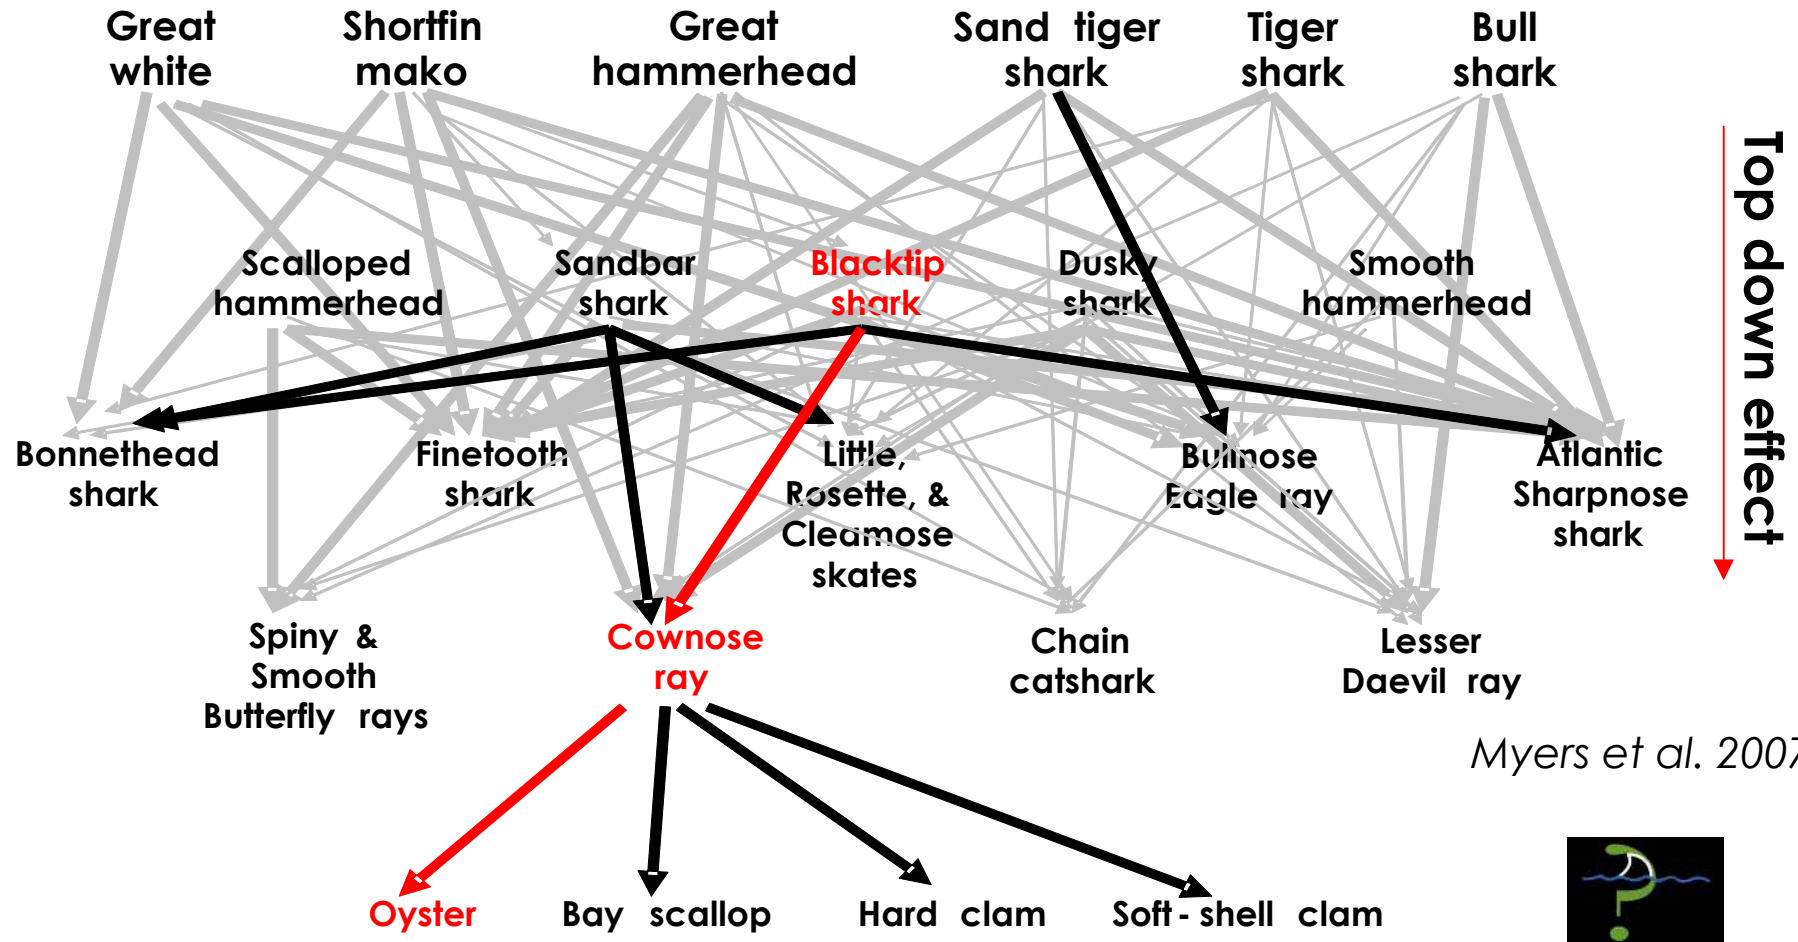 Great
white
Shortfin
mako
Great
hammerhead
Sand tiger
shark
Tiger
shark
Bull
shark
Top down effect
Scalloped
hammerhead
Sandbar
shark
Blacktip
shark
Dusky
shark
Smooth
hammerhead
Bonnethead
shark
Finetooth
shark
Little,
Rosette, &
Clearnose
skates
Bullnose
Eagle ray
Atlantic
Sharpnose
shark
Spiny &
Smooth
Butterfly rays
Cownose
ray
Chain
catshark
Lesser
Daevil ray
Myers et al. 2007
Oyster
Bay scallop
Hard clam
Soft-shell clam